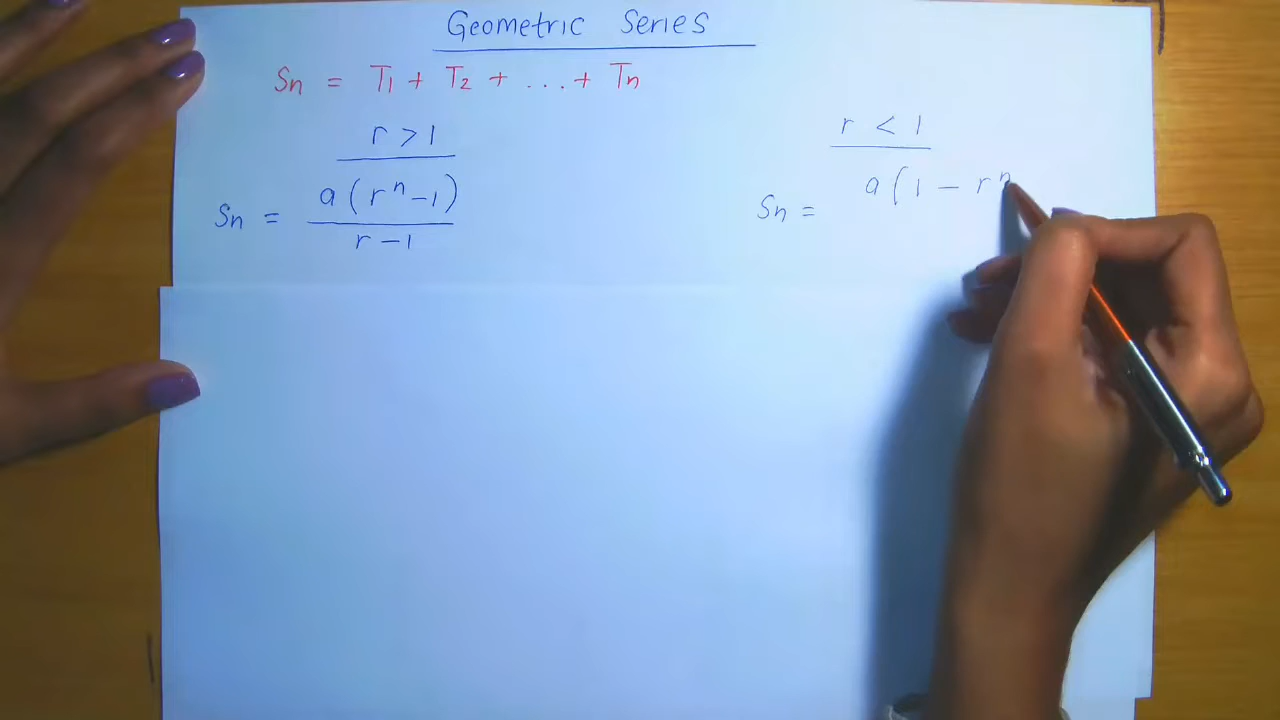 Geometric Series
Sn = T1 + T2 + ... + Tn
r > 1
Sn = a(r^n - 1) / r - 1
r < 1
Sn = a(1 - r^n